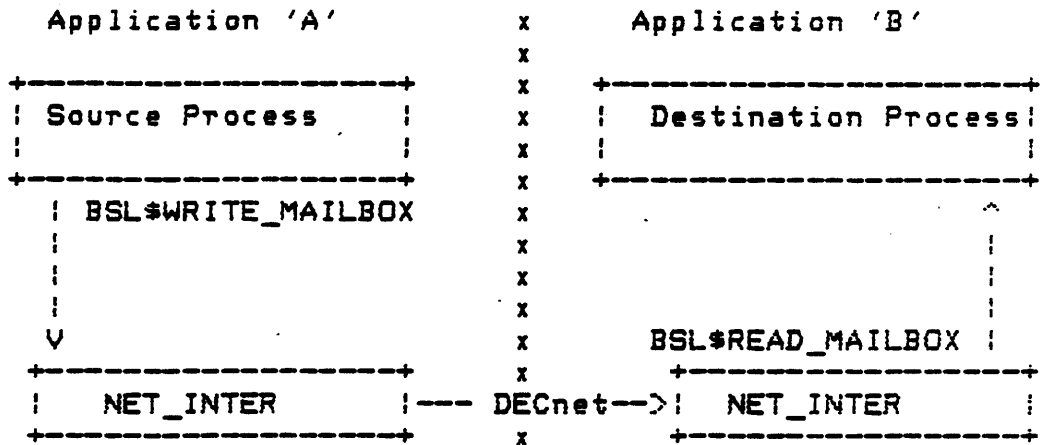 Application 'A' x Application 'B'
x
+---------------------+ x +----------------------+
| Source Process | x | Destination Process|
| | x | |
+---------------------+ x +----------------------+
| BSL$WRITE_MAILBOX x ^
| x |
| x |
| x |
V x BSL$READ_MAILBOX |
+---------------------+ x +-------------------+
| NET_INTER |--- DECnet-->| NET_INTER |
+---------------------+ x +-------------------+